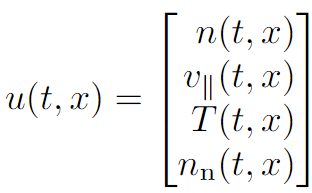 u(t, x) =
n(t, x)
v∥(t, x)
T(t, x)
nₙ(t, x)